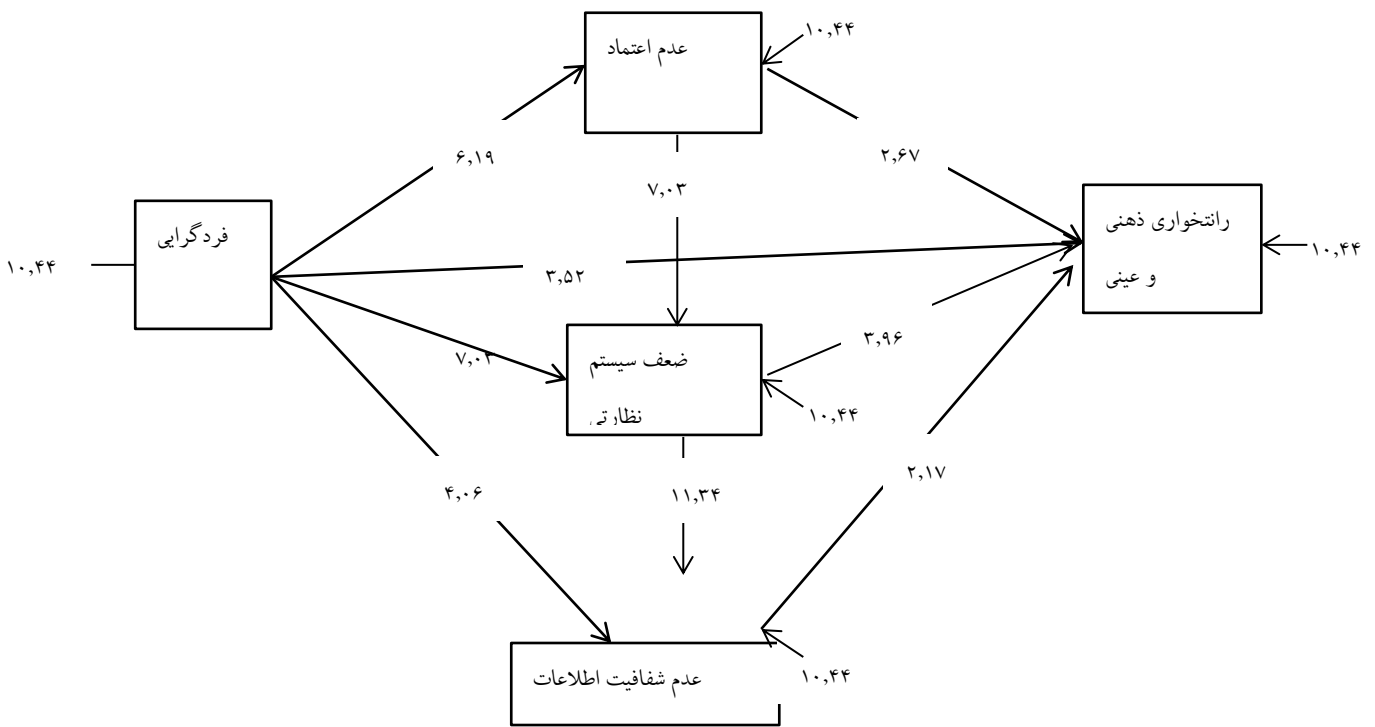 عدم اعتماد
۱۰,۴۴
۶,۱۹
۲,۶۷
۷,۰۳
رانتخواری ذهنی
و عینی
۱۰,۴۴
فردگرایی
۱۰,۴۴
۳,۵۲
۳,۹۶
ضعف سیستم
نظارتی
۷,۰۳
۱۰,۴۴
۴,۰۶
۱۱,۳۴
۲,۱۷
عدم شفافیت اطلاعات
۱۰,۴۴